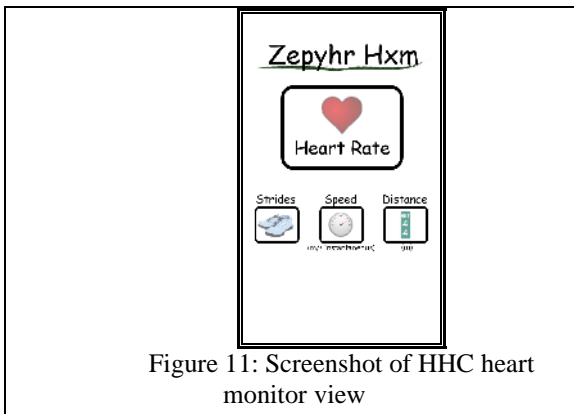 Zepyhr Hxm
Heart Rate
Strides Speed Distance
Figure 11: Screenshot of HHC heart
monitor view